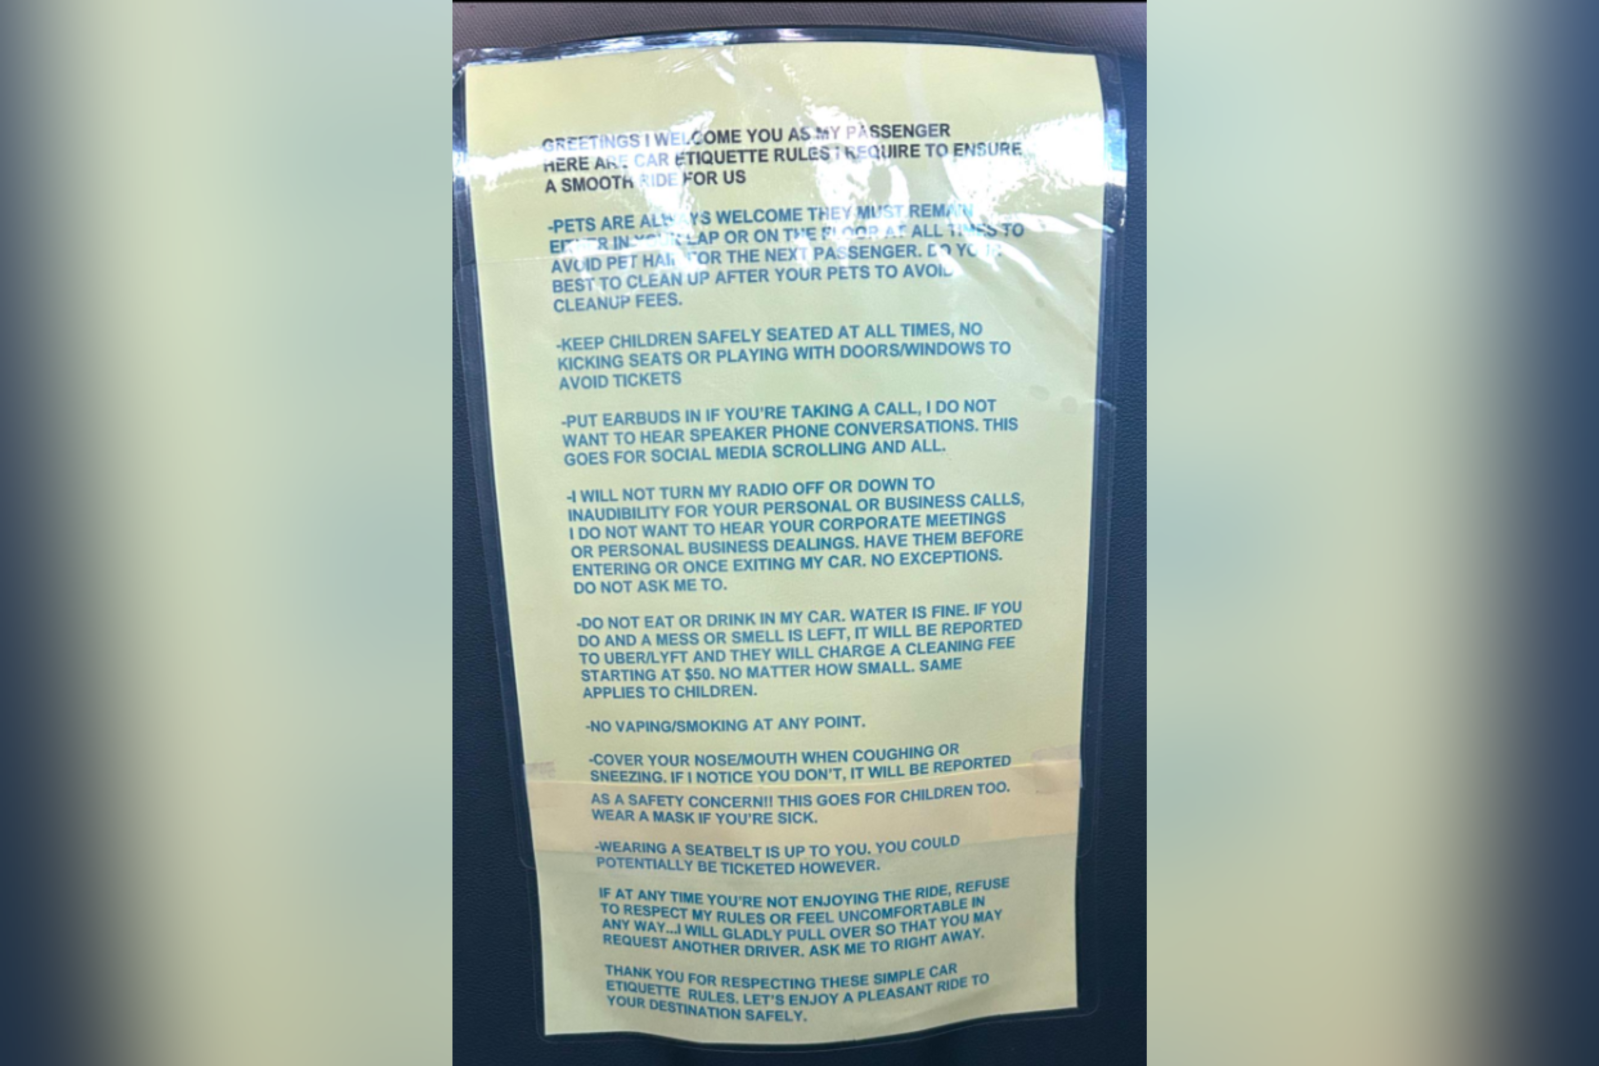 GREETINGS I WELCOME YOU AS MY PASSENGER
HERE ARE CAR ETIQUETTE RULES I REQUIRE TO ENSURE
A SMOOTH RIDE FOR US
-PETS ARE ALWAYS WELCOME THEY MUST REMAIN
EITHER IN YOUR LAP OR ON THE FLOOR AT ALL TIMES TO
AVOID PET HAIR FOR THE NEXT PASSENGER. DO YOUR
BEST TO CLEAN UP AFTER YOUR PETS TO AVOID
CLEANUP FEES.
-KEEP CHILDREN SAFELY SEATED AT ALL TIMES, NO
KICKING SEATS OR PLAYING WITH DOORS/WINDOWS TO
AVOID TICKETS
-PUT EARBUDS IN IF YOU'RE TAKING A CALL, I DO NOT
WANT TO HEAR SPEAKER PHONE CONVERSATIONS. THIS
GOES FOR SOCIAL MEDIA SCROLLING AND ALL.
-I WILL NOT TURN MY RADIO OFF OR DOWN TO
INAUDIBILITY FOR YOUR PERSONAL OR BUSINESS CALLS,
I DO NOT WANT TO HEAR YOUR CORPORATE MEETINGS
OR PERSONAL BUSINESS DEALINGS. HAVE THEM BEFORE
ENTERING OR ONCE EXITING MY CAR. NO EXCEPTIONS.
DO NOT ASK ME TO.
-DO NOT EAT OR DRINK IN MY CAR. WATER IS FINE. IF YOU
DO AND A MESS OR SMELL IS LEFT, IT WILL BE REPORTED
TO UBER/LYFT AND THEY WILL CHARGE A CLEANING FEE
STARTING AT $50. NO MATTER HOW SMALL. SAME
APPLIES TO CHILDREN.
-NO VAPING/SMOKING AT ANY POINT.
-COVER YOUR NOSE/MOUTH WHEN COUGHING OR
SNEEZING. IF I NOTICE YOU DON'T, IT WILL BE REPORTED
AS A SAFETY CONCERN!! THIS GOES FOR CHILDREN TOO.
WEAR A MASK IF YOU'RE SICK.
-WEARING A SEATBELT IS UP TO YOU. YOU COULD
POTENTIALLY BE TICKETED HOWEVER.
IF AT ANY TIME YOU'RE NOT ENJOYING THE RIDE, REFUSE
TO RESPECT MY RULES OR FEEL UNCOMFORTABLE IN
ANY WAY...I WILL GLADLY PULL OVER SO THAT YOU MAY
REQUEST ANOTHER DRIVER. ASK ME TO RIGHT AWAY.
THANK YOU FOR RESPECTING THESE SIMPLE CAR
ETIQUETTE RULES. LET'S ENJOY A PLEASANT RIDE TO
YOUR DESTINATION SAFELY.